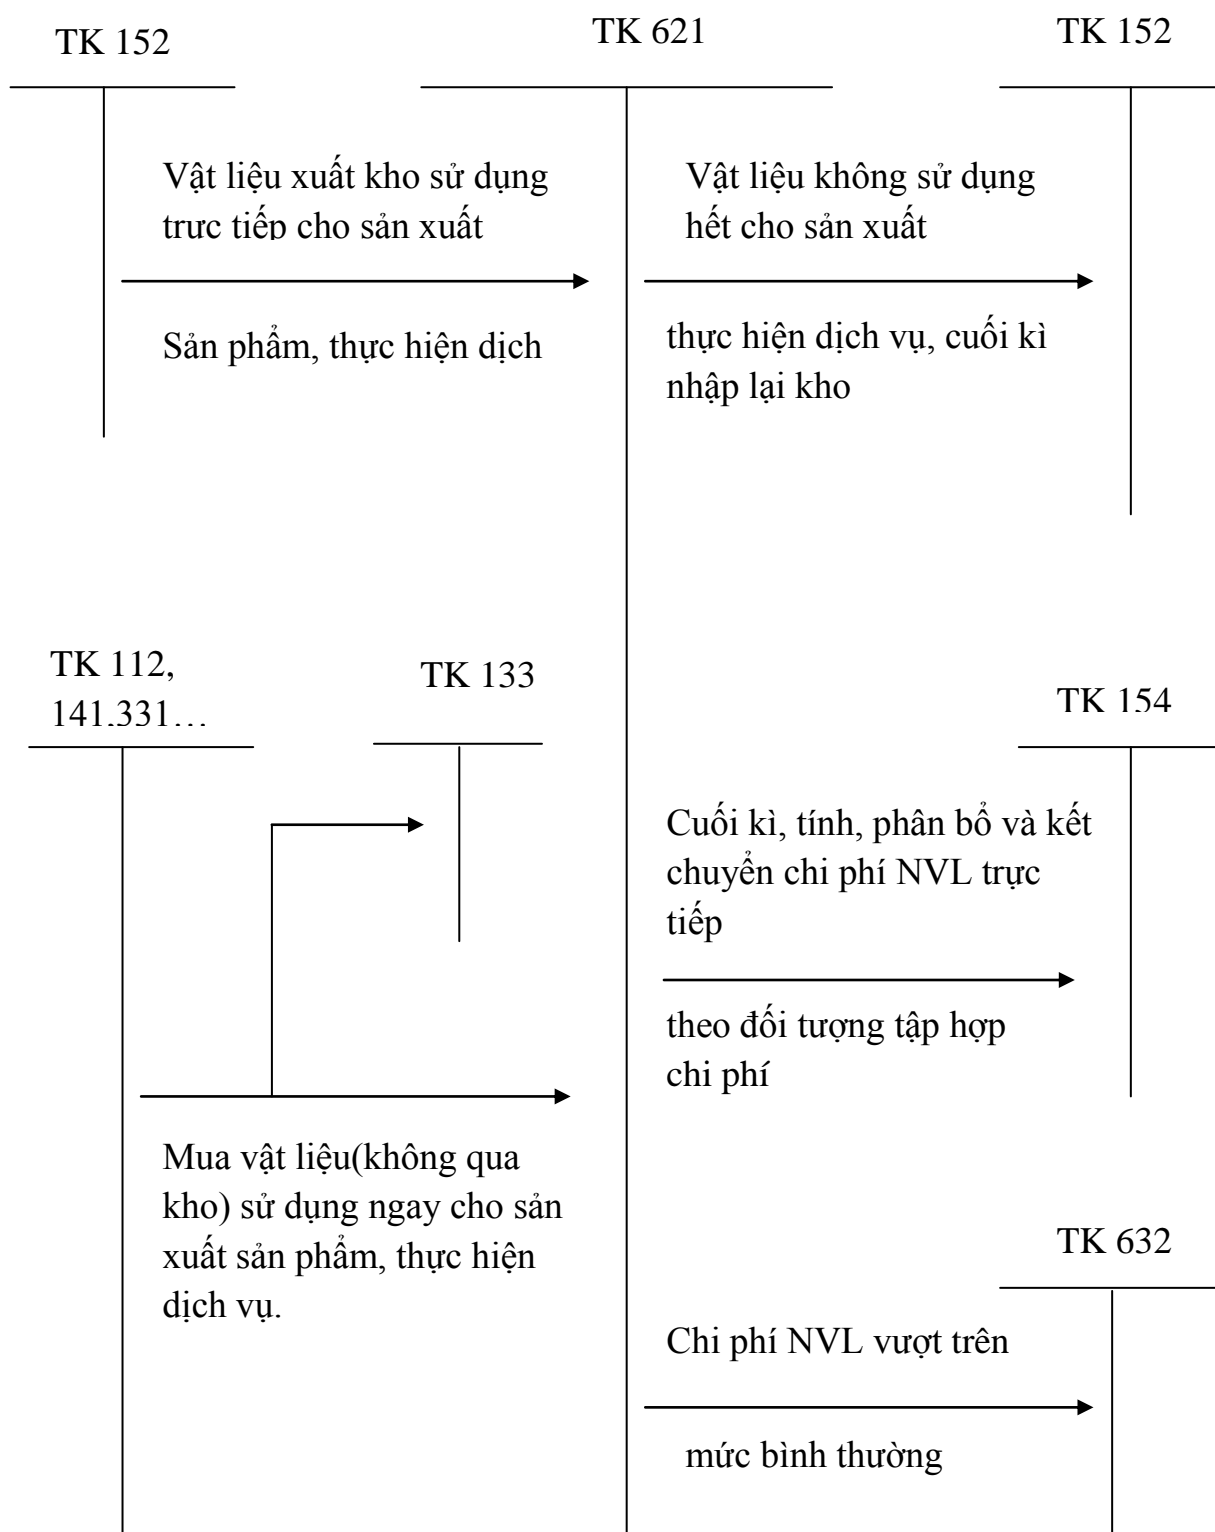 TK 152
TK 621
TK 152
Vật liệu xuất kho sử dụng
trực tiếp cho sản xuất
Sản phẩm, thực hiện dịch
Vật liệu không sử dụng
hết cho sản xuất
thực hiện dịch vụ, cuối kì
nhập lại kho
TK 112,
141,331…
TK 133
TK 154
Cuối kì, tính, phân bổ và kết
chuyển chi phí NVL trực
tiếp
theo đối tượng tập hợp
chi phí
Mua vật liệu(không qua
kho) sử dụng ngay cho sản
xuất sản phẩm, thực hiện
dịch vụ.
TK 632
Chi phí NVL vượt trên
mức bình thường